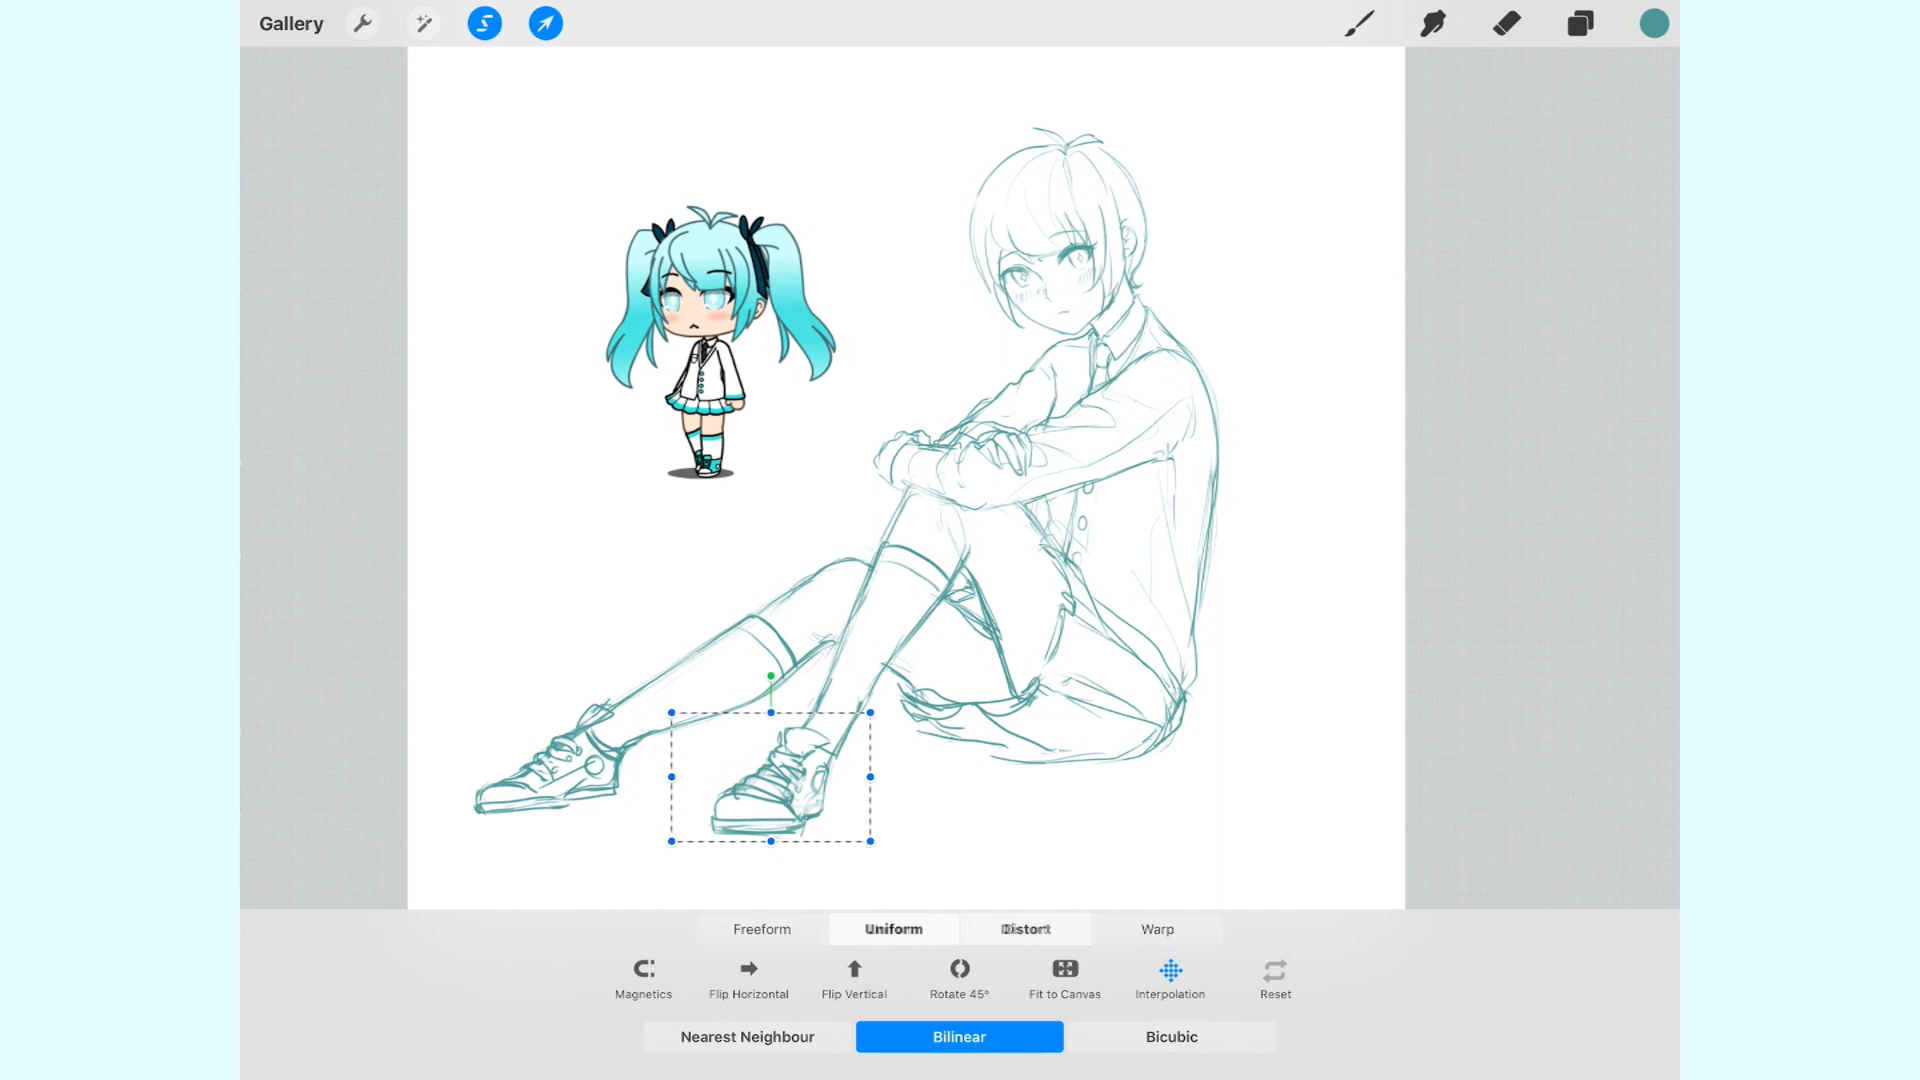 Gallery
Freeform Uniform Distort Warp
Magnetics Flip Horizontal Flip Vertical Rotate 45° Fit to Canvas Interpolation Reset
Nearest Neighbour Bilinear Bicubic